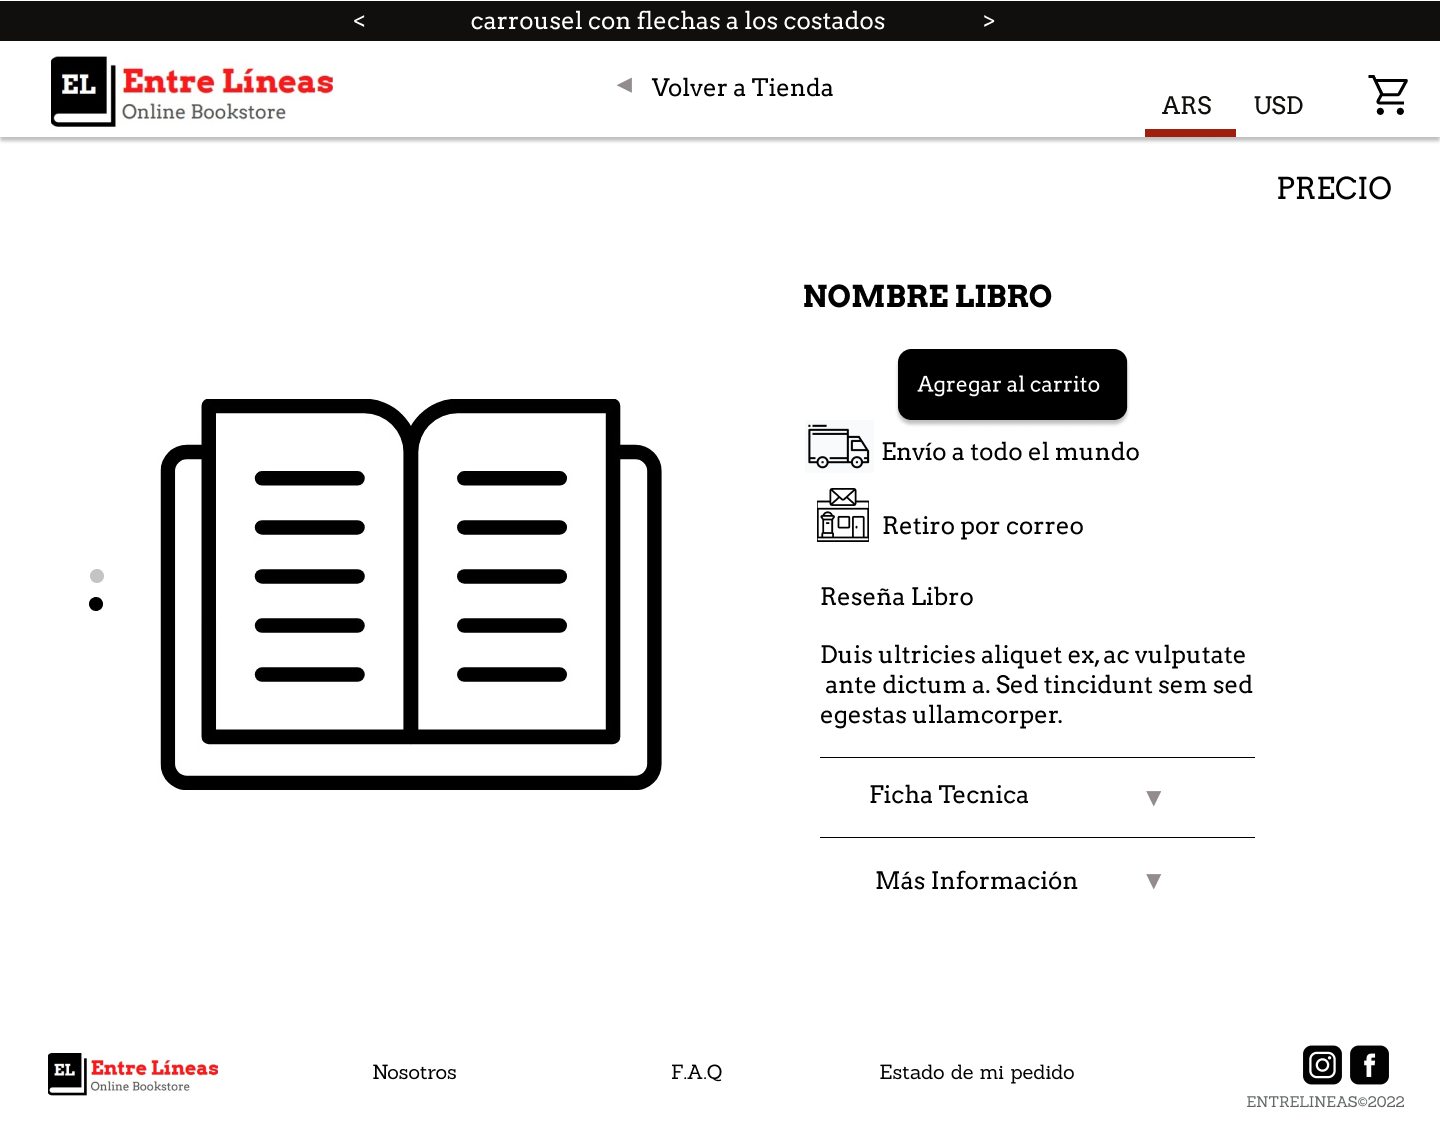 < carrousel con flechas a los costados >
EL Entre Líneas
Online Bookstore
Volver a Tienda
ARS USD
PRECIO
NOMBRE LIBRO
Agregar al carrito
Envío a todo el mundo
Retiro por correo
Reseña Libro
Duis ultricies aliquet ex, ac vulputate
ante dictum a. Sed tincidunt sem sed
egestas ullamcorper.
Ficha Tecnica
Más Información
EL Entre Líneas
Online Bookstore
Nosotros
F.A.Q
Estado de mi pedido
ENTRELINEAS©2022